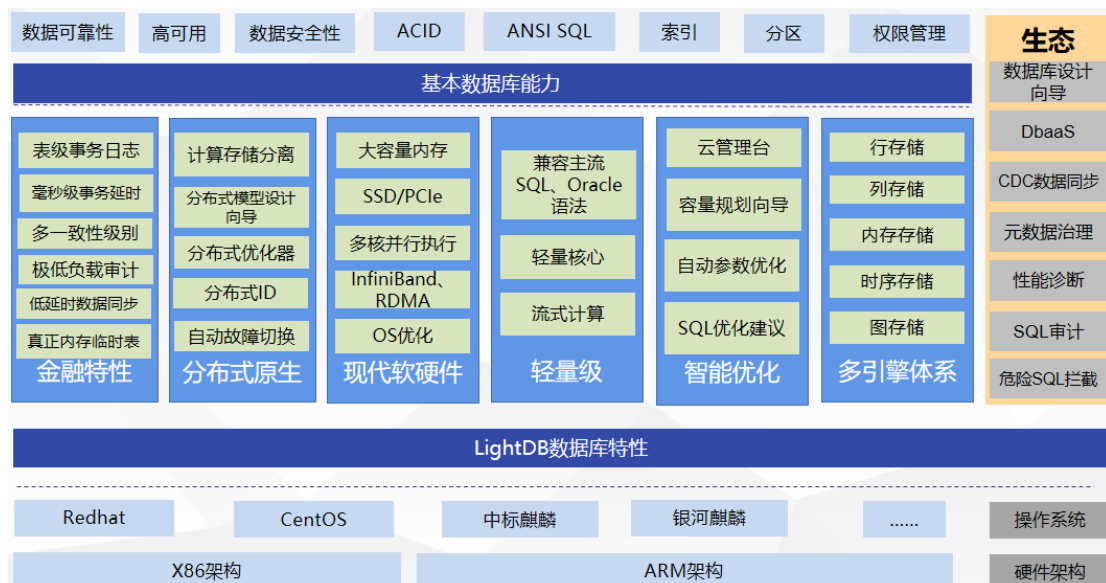 数据可靠性
高可用
数据安全性
ACID
ANSI SQL
索引
分区
权限管理
基本数据库能力
表级事务日志
毫秒级事务延时
多一致性级别
极低负载审计
低延时数据同步
真正内存临时表
金融特性
计算存储分离
分布式模型设计
向导
分布式优化器
分布式ID
自动故障切换
分布式原生
大容量内存
SSD/PCIe
多核并行执行
InfiniBand、
RDMA
OS优化
现代软硬件
兼容主流
SQL、Oracle
语法
轻量核心
流式计算
轻量级
云管理台
容量规划向导
自动参数优化
SQL优化建议
智能优化
行存储
列存储
内存存储
时序存储
图存储
多引擎体系
生态
数据库设计
向导
DbaaS
CDC数据同步
元数据治理
性能诊断
SQL审计
危险SQL拦截
LightDB数据库特性
Redhat
CentOS
中标麒麟
银河麒麟
......
操作系统
X86架构
ARM架构
硬件架构